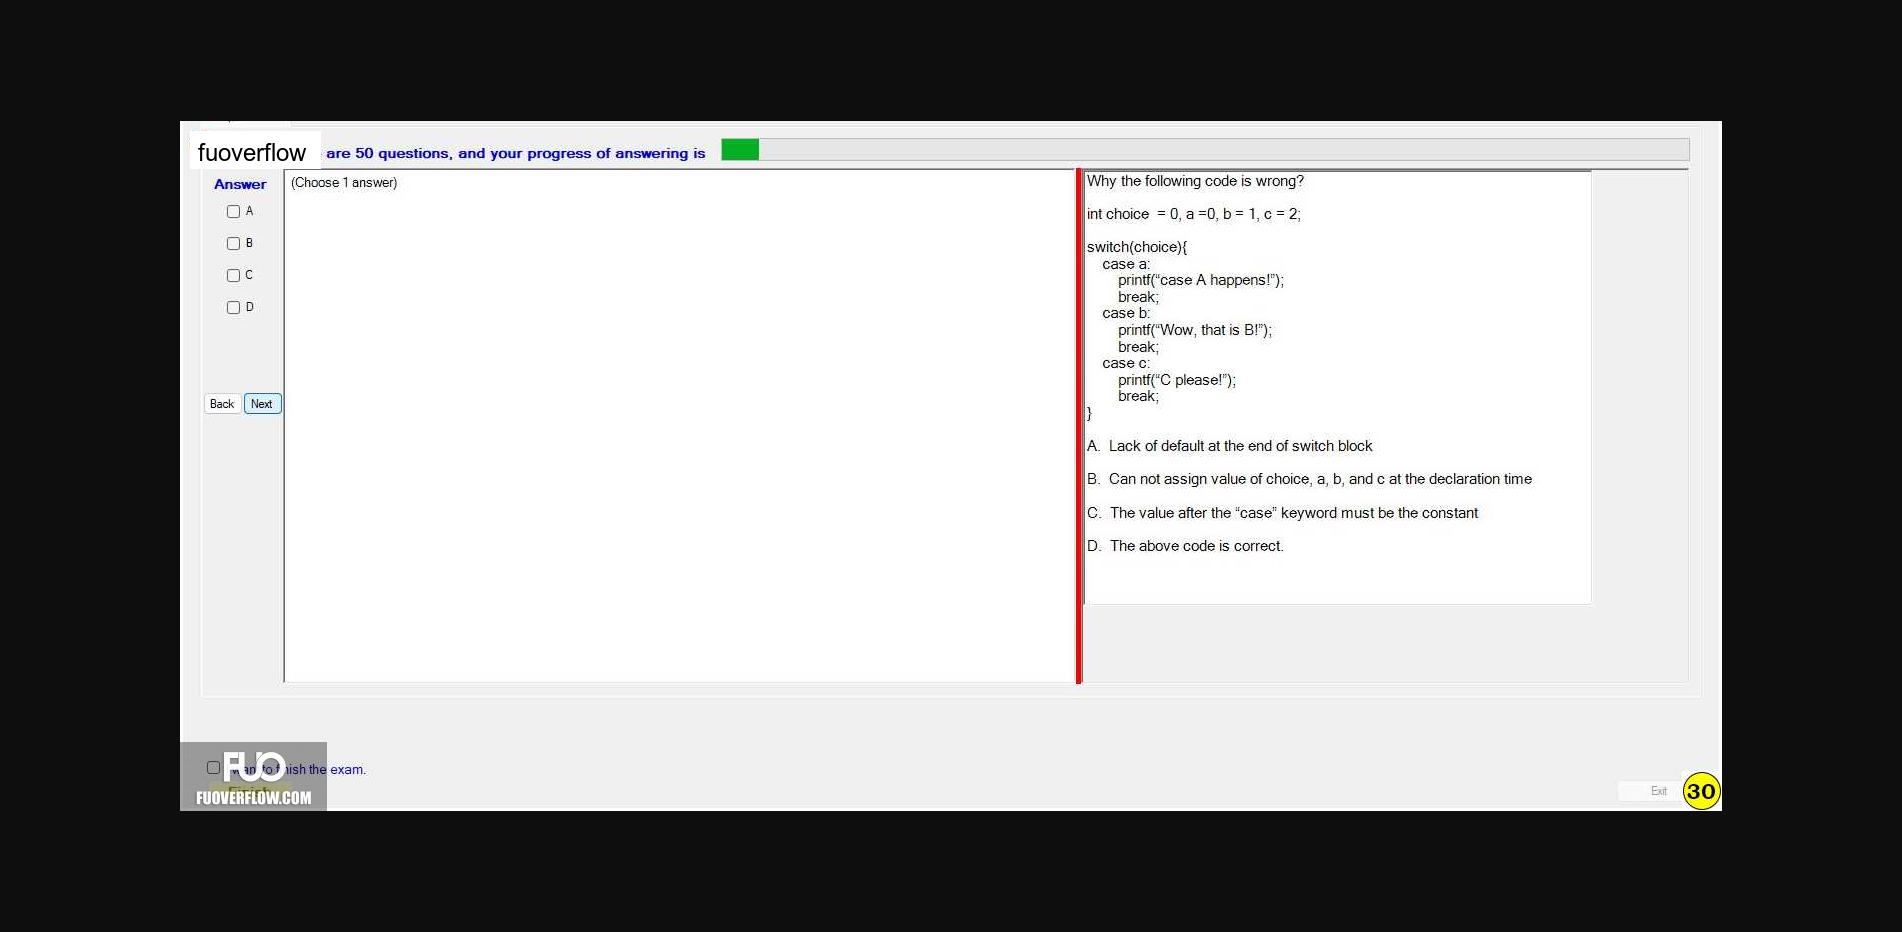 fuoverflow are 50 questions, and your progress of answering is
Answer
A
B
C
D
Back Next
(Choose 1 answer)
Why the following code is wrong?
int choice = 0, a =0, b = 1, c = 2;
switch(choice){
case a:
printf(“case A happens!”);
break;
case b:
printf(“Wow, that is B!”);
break;
case c:
printf(“C please!”);
break;
}
A. Lack of default at the end of switch block
B. Can not assign value of choice, a, b, and c at the declaration time
C. The value after the “case” keyword must be the constant
D. The above code is correct.
FUO
to the exam.
Finish
FUOVERFLOW.COM
Exit
30